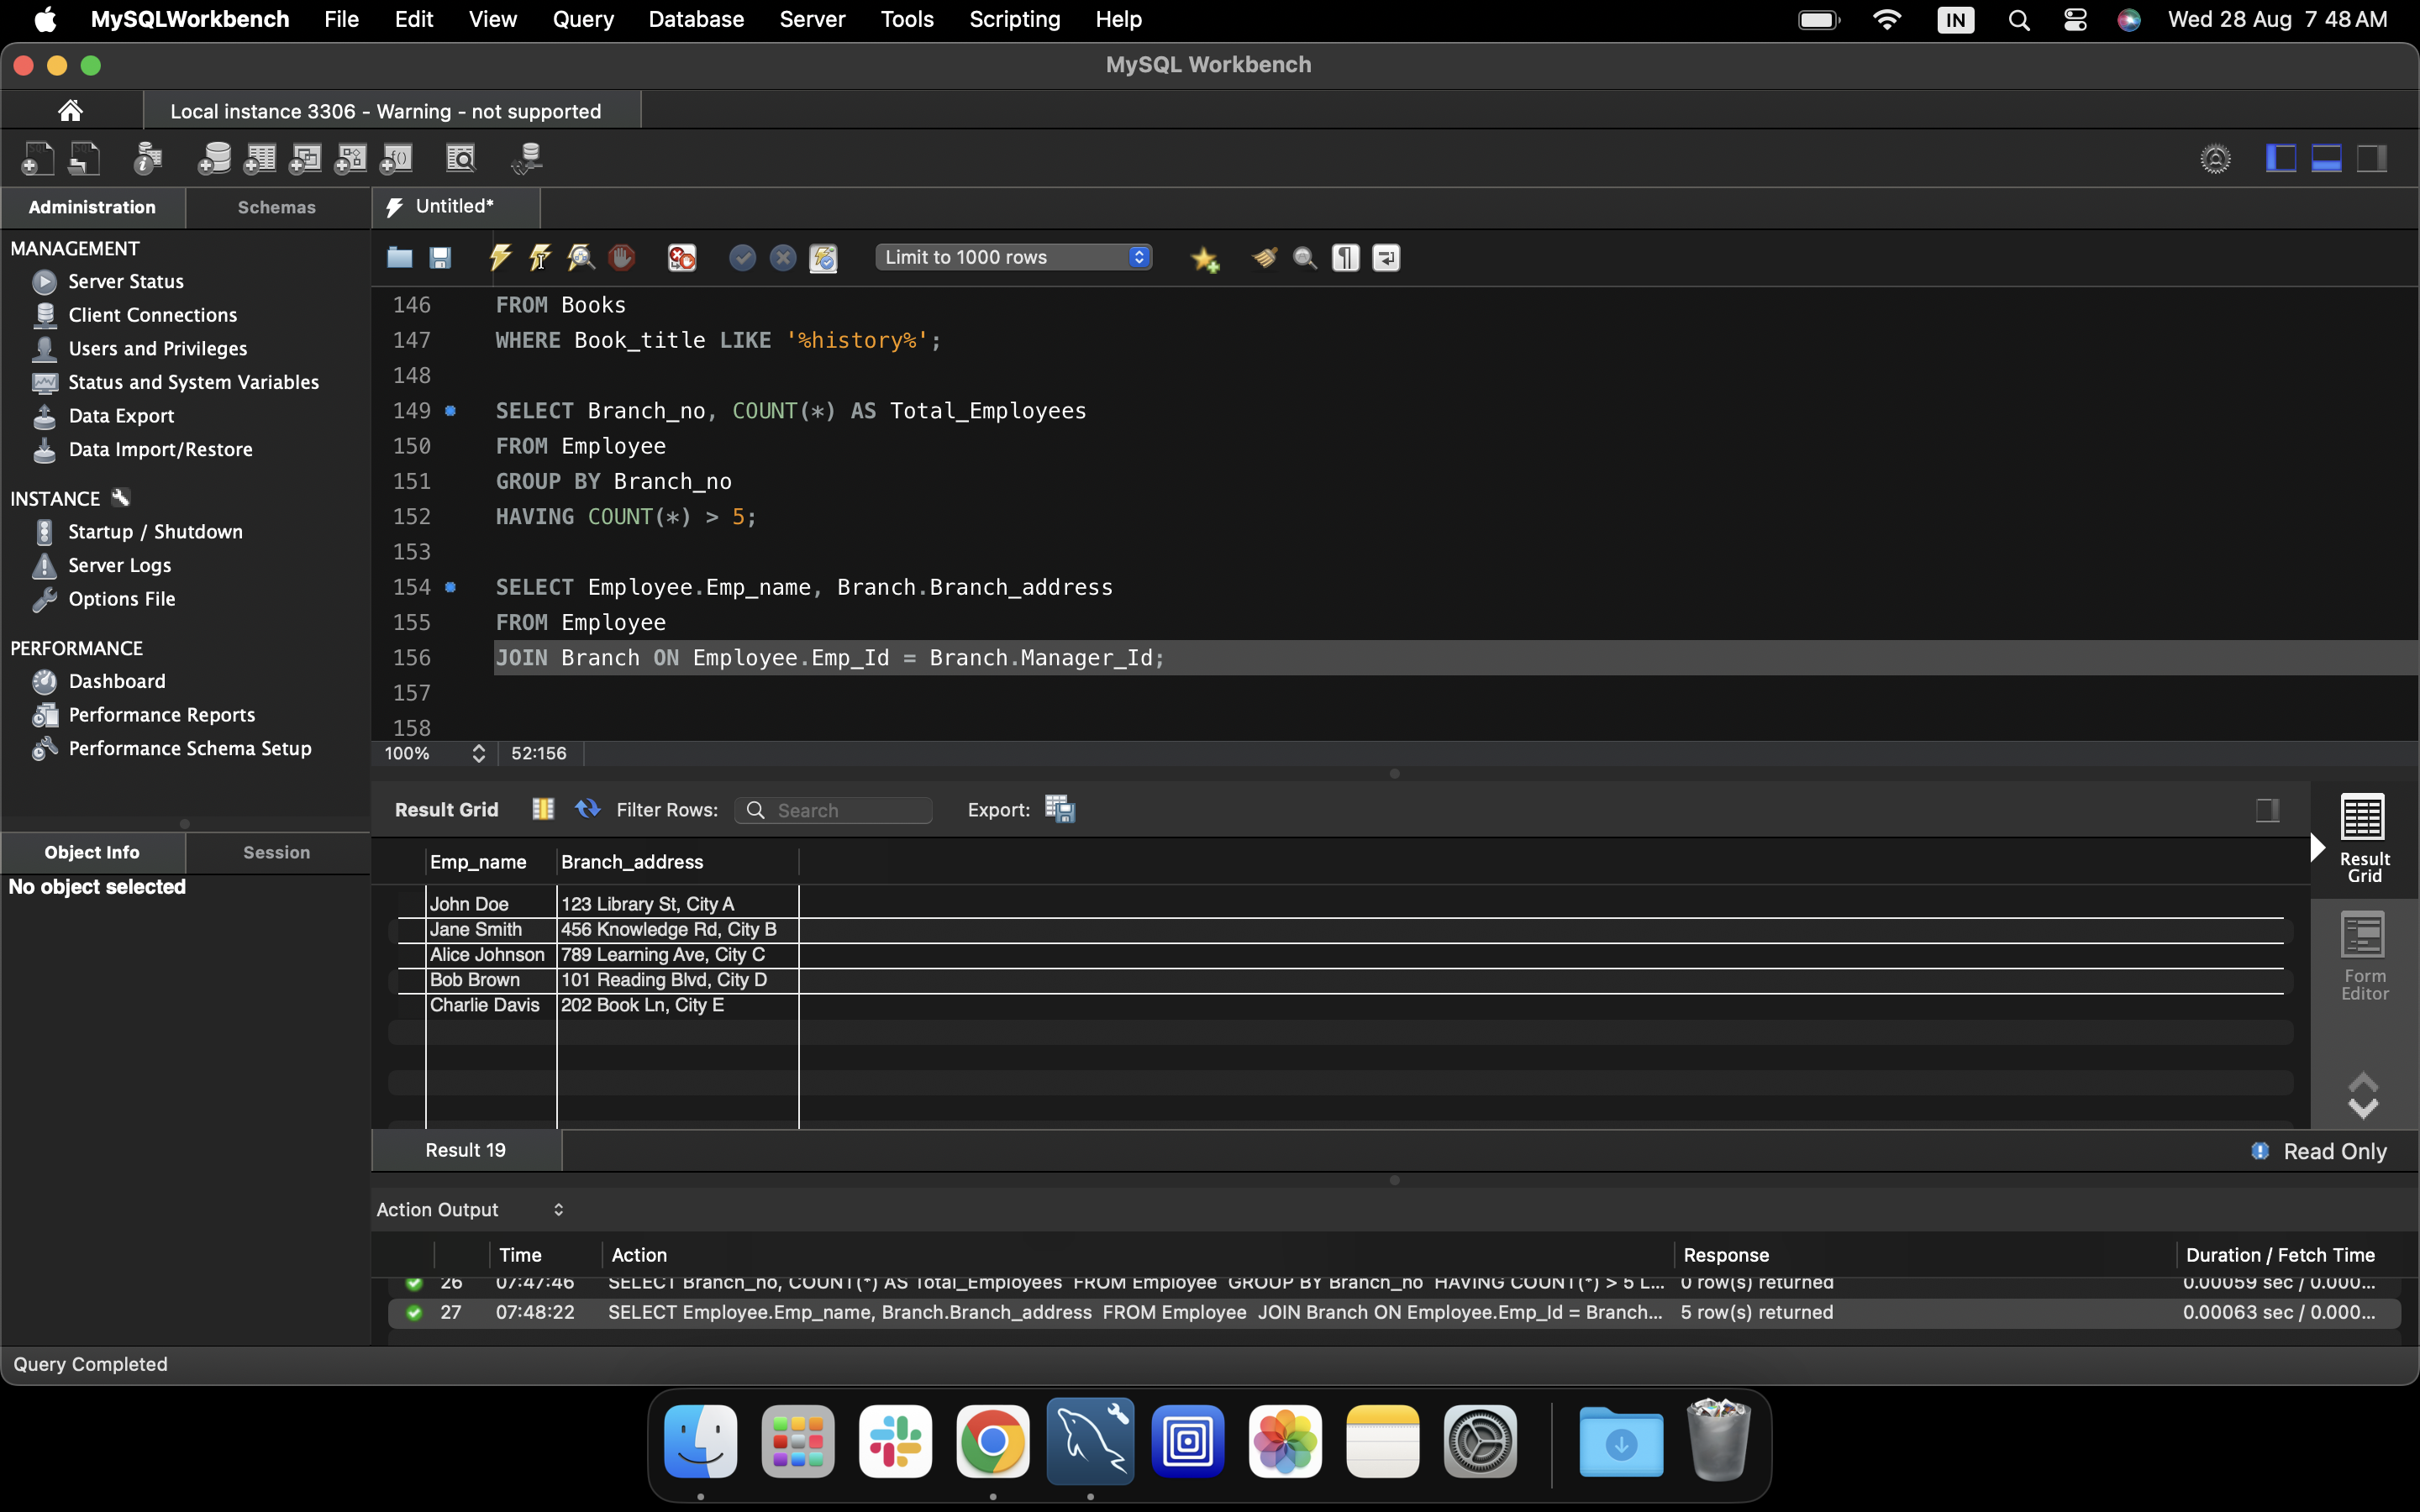 MySQLWorkbench File Edit View Query Database Server Tools Scripting Help IN Wed 28 Aug 7 48 AM
MySQL Workbench
Local instance 3306 - Warning - not supported
Administration Schemas Untitled*
MANAGEMENT
Server Status
Client Connections
Users and Privileges
Status and System Variables
Data Export
Data Import/Restore
INSTANCE
Startup / Shutdown
Server Logs
Options File
PERFORMANCE
Dashboard
Performance Reports
Performance Schema Setup
Object Info Session
No object selected
Limit to 1000 rows
146 FROM Books
147 WHERE Book_title LIKE '%history%';
148
149 SELECT Branch_no, COUNT(*) AS Total_Employees
150 FROM Employee
151 GROUP BY Branch_no
152 HAVING COUNT(*) > 5;
153
154 SELECT Employee.Emp_name, Branch.Branch_address
155 FROM Employee
156 JOIN Branch ON Employee.Emp_Id = Branch.Manager_Id;
157
158
100% 52:156
Result Grid Filter Rows: Search Export:
Emp_name Branch_address
John Doe 123 Library St, City A
Jane Smith 456 Knowledge Rd, City B
Alice Johnson 789 Learning Ave, City C
Bob Brown 101 Reading Blvd, City D
Charlie Davis 202 Book Ln, City E
Result
Grid
Form
Editor
Result 19 Read Only
Action Output
Time Action Response Duration / Fetch Time
26 07:47:46 SELECT Branch_no, COUNT(*) AS Total_Employees FROM Employee GROUP BY Branch_no HAVING COUNT(*) > 5 L... 0 row(s) returned 0.00059 sec / 0.000...
27 07:48:22 SELECT Employee.Emp_name, Branch.Branch_address FROM Employee JOIN Branch ON Employee.Emp_Id = Branch... 5 row(s) returned 0.00063 sec / 0.000...
Query Completed